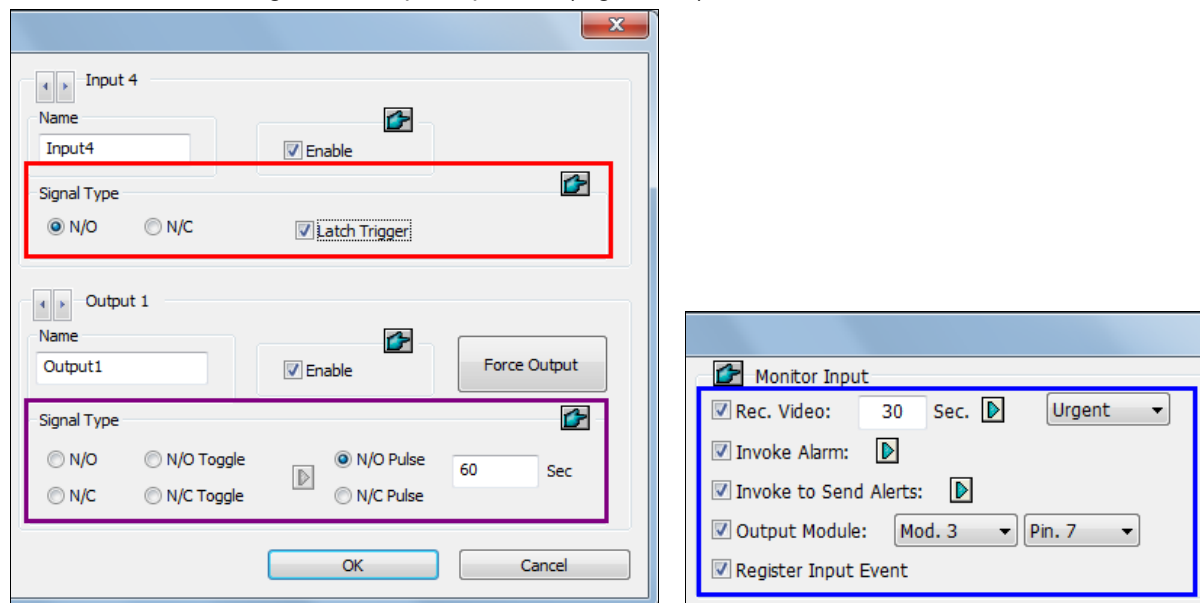 Input 4
Name
Input4
Enable
Signal Type
N/O N/C Latch Trigger
Output 1
Name
Output1
Enable
Force Output
Signal Type
N/O N/O Toggle N/O Pulse 60 Sec
N/C N/C Toggle N/C Pulse
OK Cancel
Monitor Input
Rec. Video: 30 Sec. Urgent
Invoke Alarm:
Invoke to Send Alerts:
Output Module: Mod. 3 Pin. 7
Register Input Event